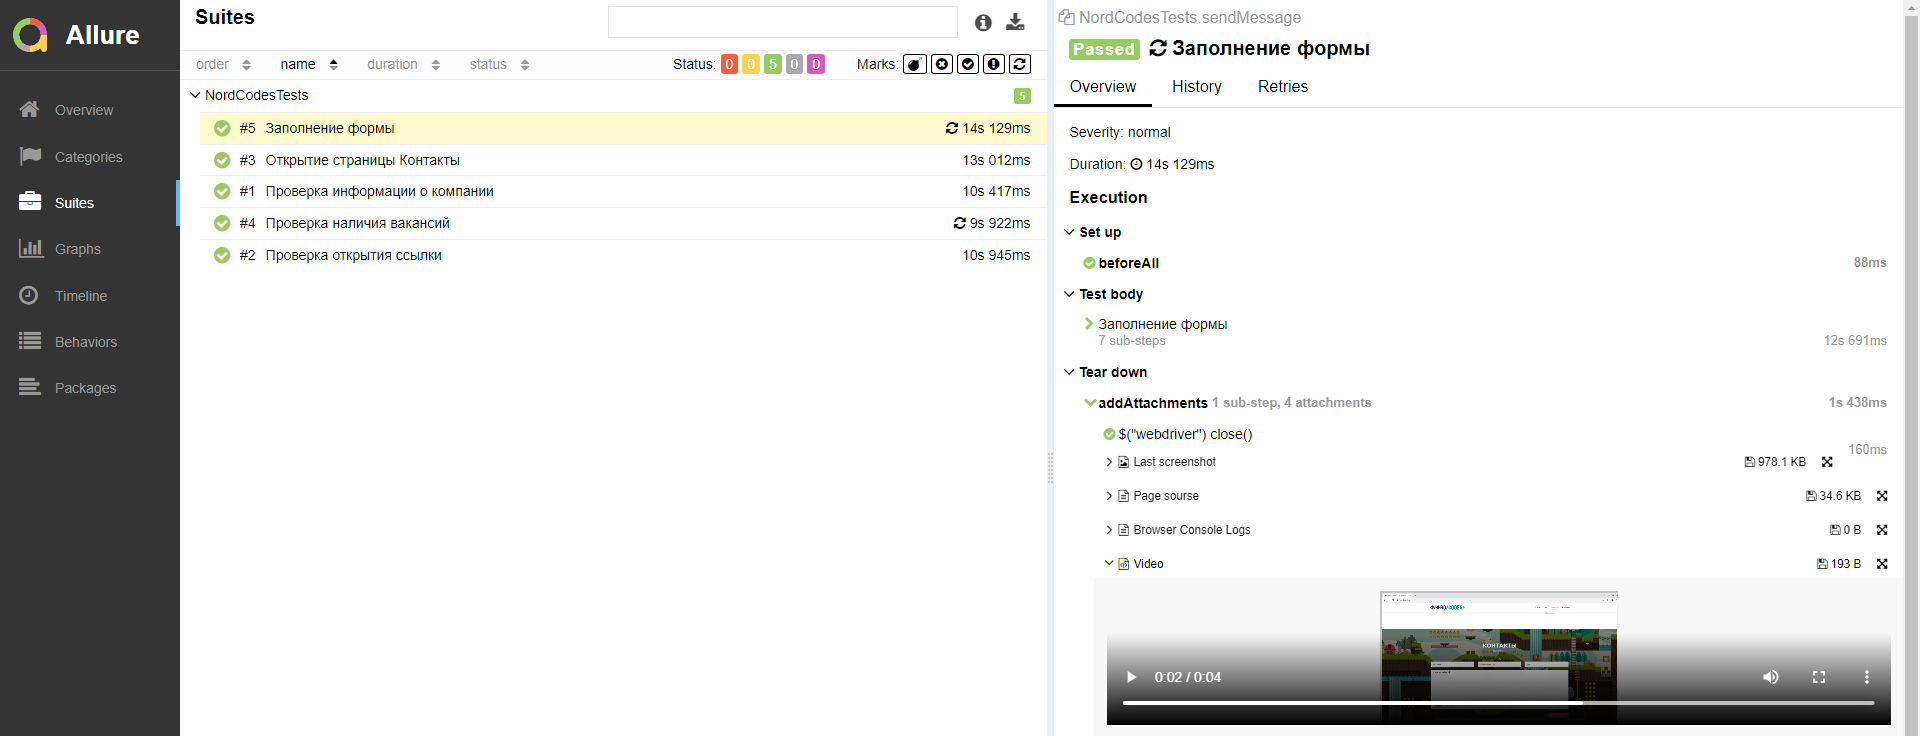 Allure
Overview
Categories
Suites
Graphs
Timeline
Behaviors
Packages
Suites
order name duration status Status: 0 0 5 0 0 Marks:
NordCodesTests 5
#5 Заполнение формы 14s 129ms
#3 Открытие страницы Контакты 13s 012ms
#1 Проверка информации о компании 10s 417ms
#4 Проверка наличия вакансий 9s 922ms
#2 Проверка открытия ссылки 10s 945ms
NordCodesTests.sendMessage
Passed Заполнение формы
Overview History Retries
Severity: normal
Duration: 14s 129ms
Execution
Set up
beforeAll 88ms
Test body
Заполнение формы
7 sub-steps 12s 691ms
Tear down
addAttachments 1 sub-step, 4 attachments 1s 438ms
$("webdriver") close()
160ms
Last screenshot 978.1 KB
Page sourse 34.6 KB
Browser Console Logs 0 B
Video 193 B
КОНТАКТЫ
0:02 / 0:04